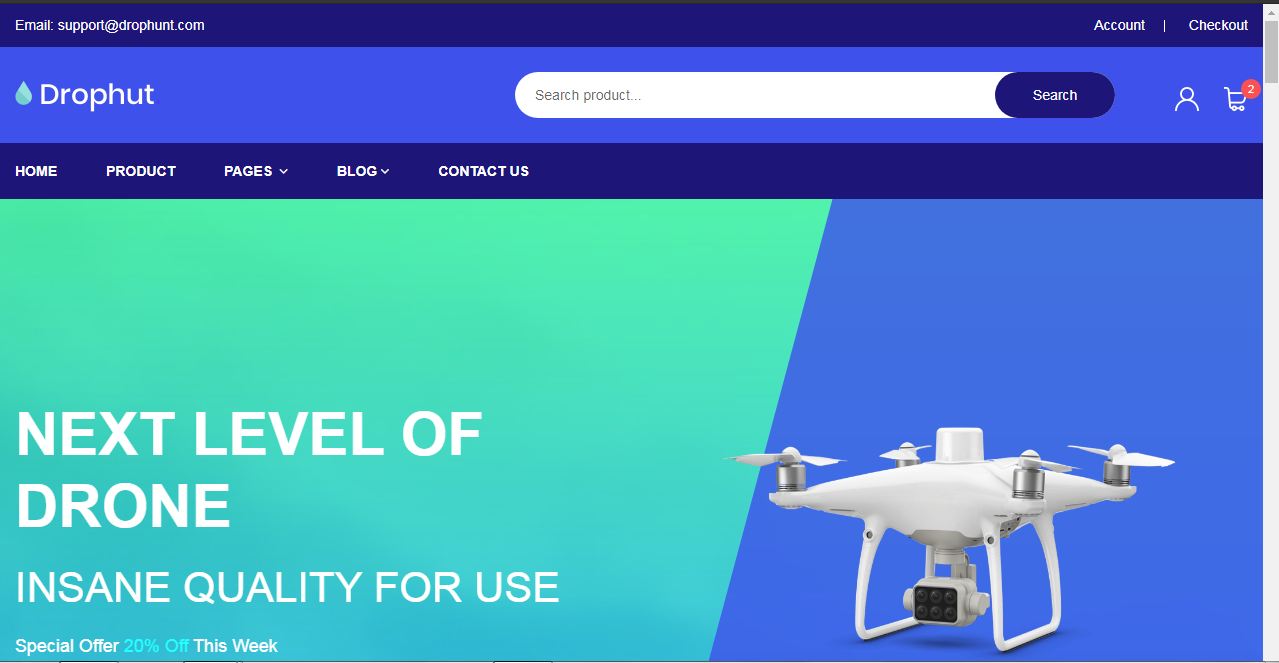 Email: support@drophunt.com
Account | Checkout
Drophut
Search product...
Search
2
HOME PRODUCT PAGES BLOG CONTACT US
NEXT LEVEL OF
DRONE
INSANE QUALITY FOR USE
Special Offer 20% Off This Week